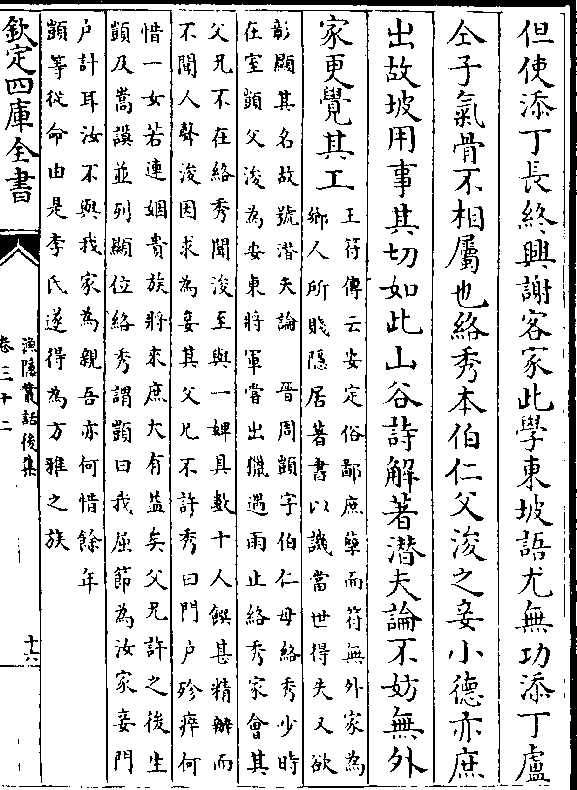 但使添丁長終興謝客家此學東坡語尤無功添丁盧
仝子氣骨不相屬也絡秀本伯仁父浚之妾小德亦庶
出故坡用事其切如此山谷詩解著潛夫論不妨無外
家更覺其工
王符傳云安定俗鄙庶孽而符無外家為
鄉人所賤隱居著書以譏當世得失又欲
彰顯其名故號潛夫論　晉周顗字伯仁母絡秀少時
在室顗父浚為安東將軍嘗出獵遇雨止絡秀家會其
父兄不在絡秀聞浚至與一婢具數十人饌甚精辦而
不聞人聲浚因求為妾其父兄不許秀曰門户殄瘁何
惜一女若連姻貴族將來庶大有益矣父兄許之後生
顗及嵩謨並列顯位絡秀謂顗曰我屈節為汝家妾門
户計耳汝不與我家為親吾亦何惜餘年
顗等從命由是李氏遂得為方雅之族
欽定四庫全書
漁隱叢話後集
卷三十二
十六